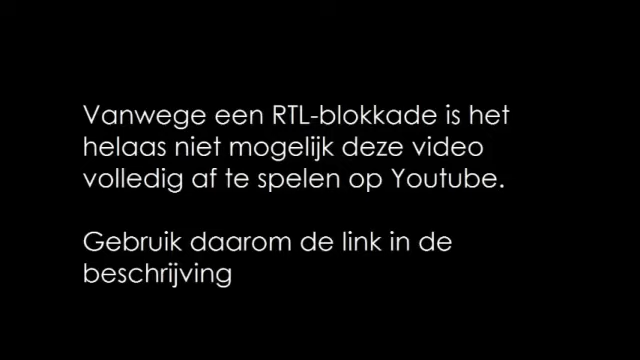 Vanwege een RTL-blokkade is het
helaas niet mogelijk deze video
volledig af te spelen op Youtube.
Gebruik daarom de link in de
beschrijving